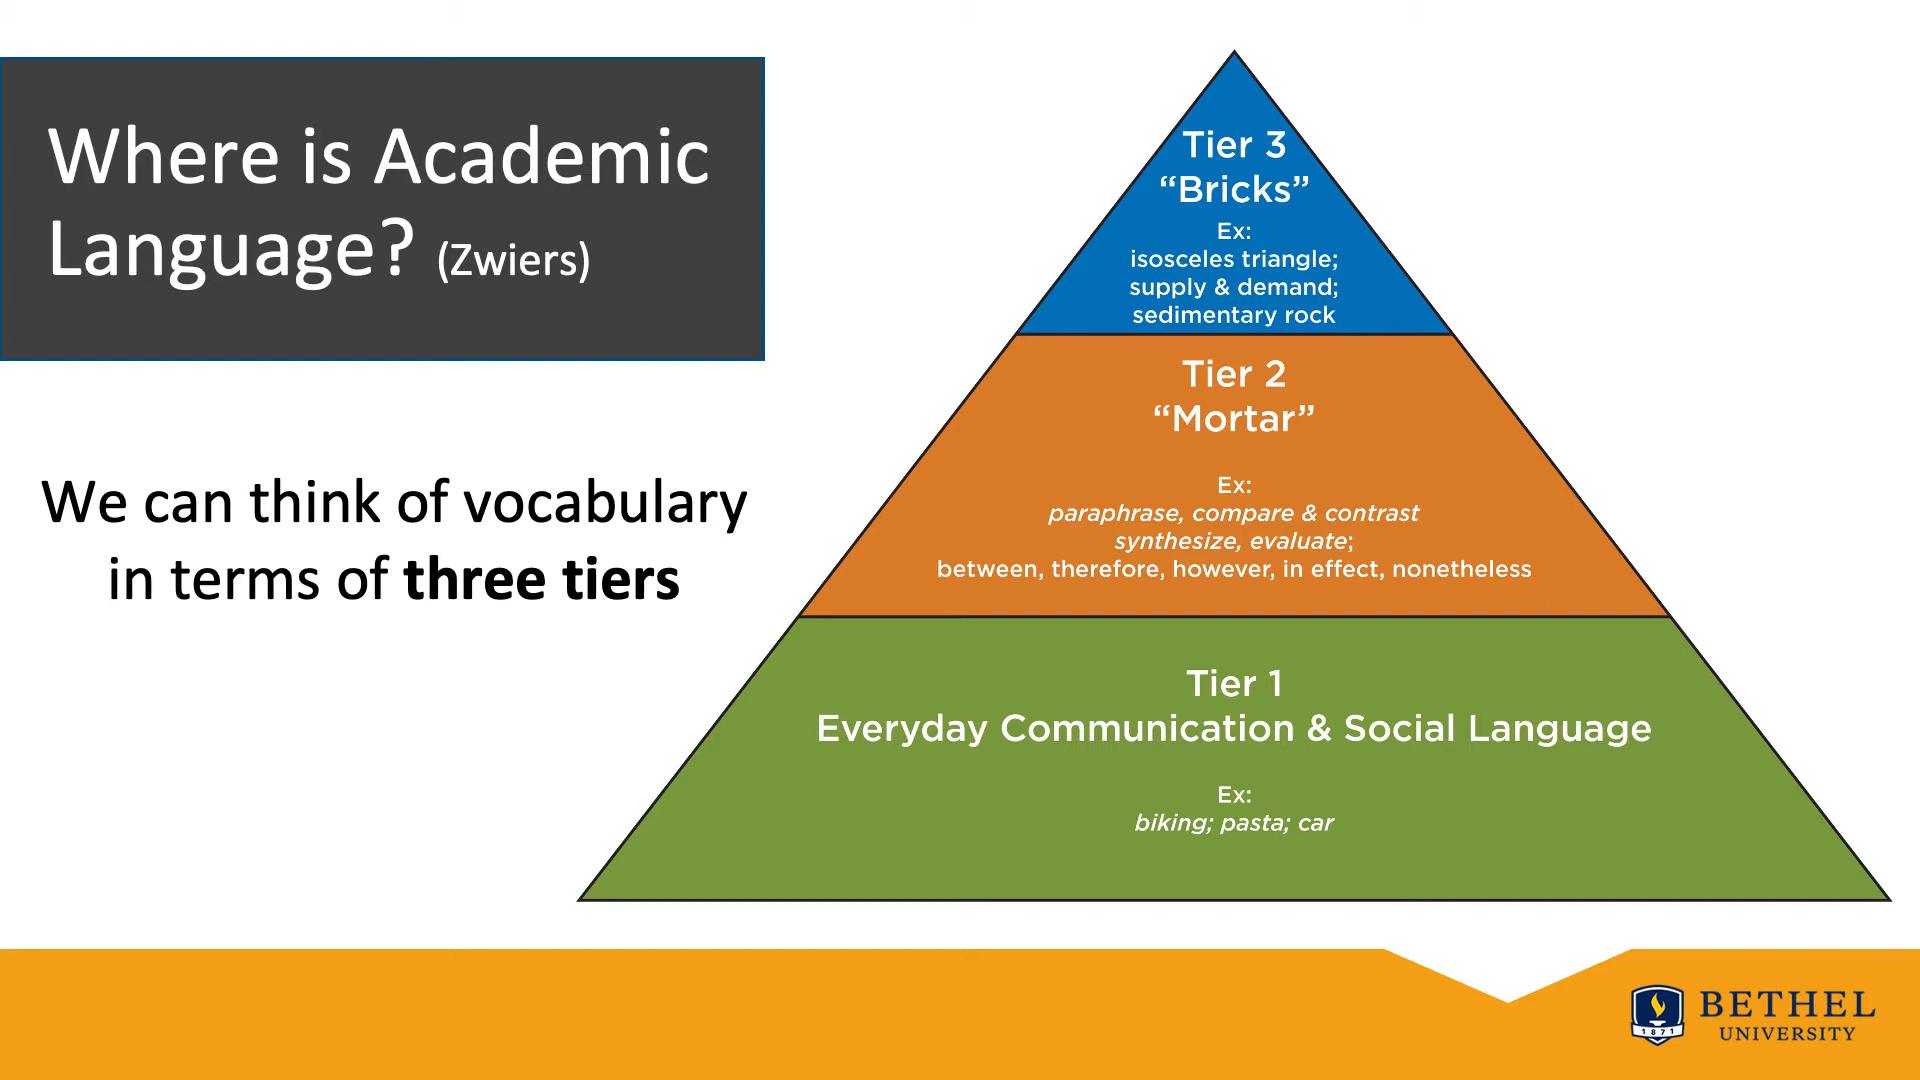 Where is Academic
Language? (Zwiers)
We can think of vocabulary
in terms of three tiers
Tier 3
“Bricks”
Ex:
isosceles triangle;
supply & demand;
sedimentary rock
Tier 2
“Mortar”
Ex:
paraphrase, compare & contrast
synthesize, evaluate;
between, therefore, however, in effect, nonetheless
Tier 1
Everyday Communication & Social Language
Ex:
biking; pasta; car
1871
BETHEL
UNIVERSITY